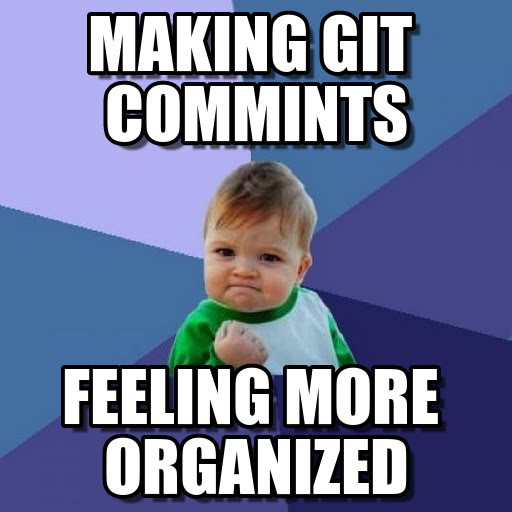 MAKING GIT
COMMINTS
FEELING MORE
ORGANIZED